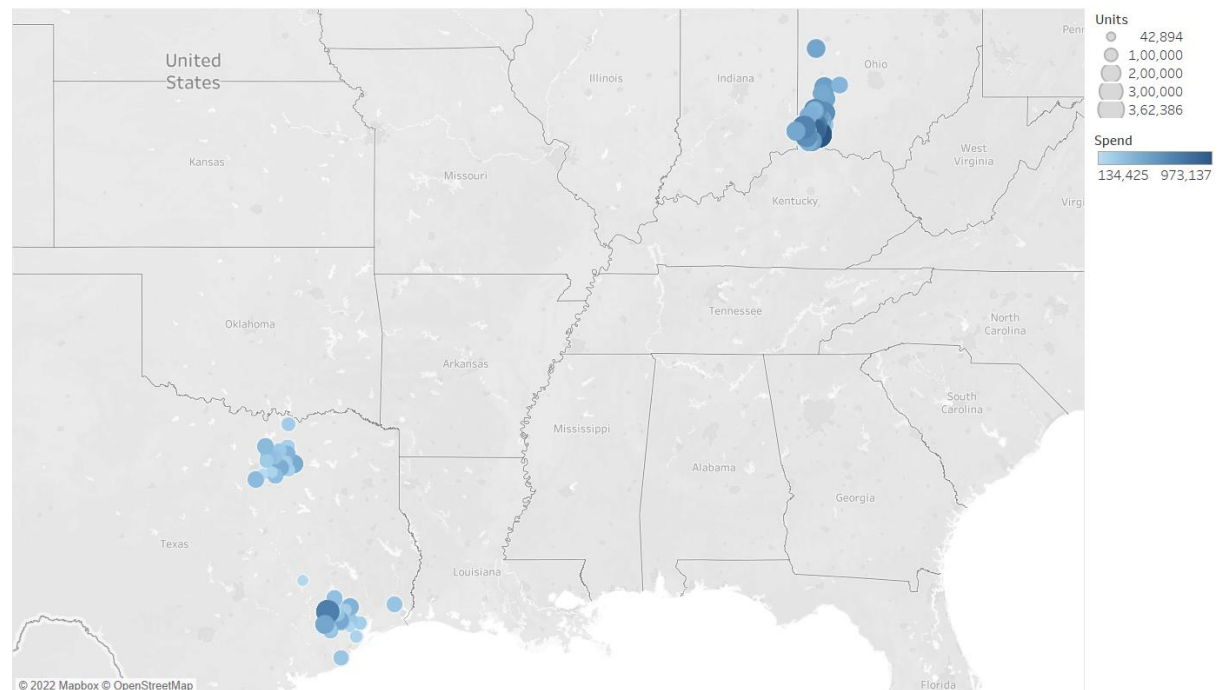 United
States
Illinois
Indiana
Ohio
Penn
Kansas
Missouri
West
Virginia
Kentucky
Virgi
Oklahoma
Arkansas
Tennessee
North
Carolina
South
Carolina
Mississippi
Alabama
Georgia
Texas
Louisiana
Florida
© 2022 Mapbox © OpenStreetMap
Units
42,894
1,00,000
2,00,000
3,00,000
3,62,386
Spend
134,425 973,137